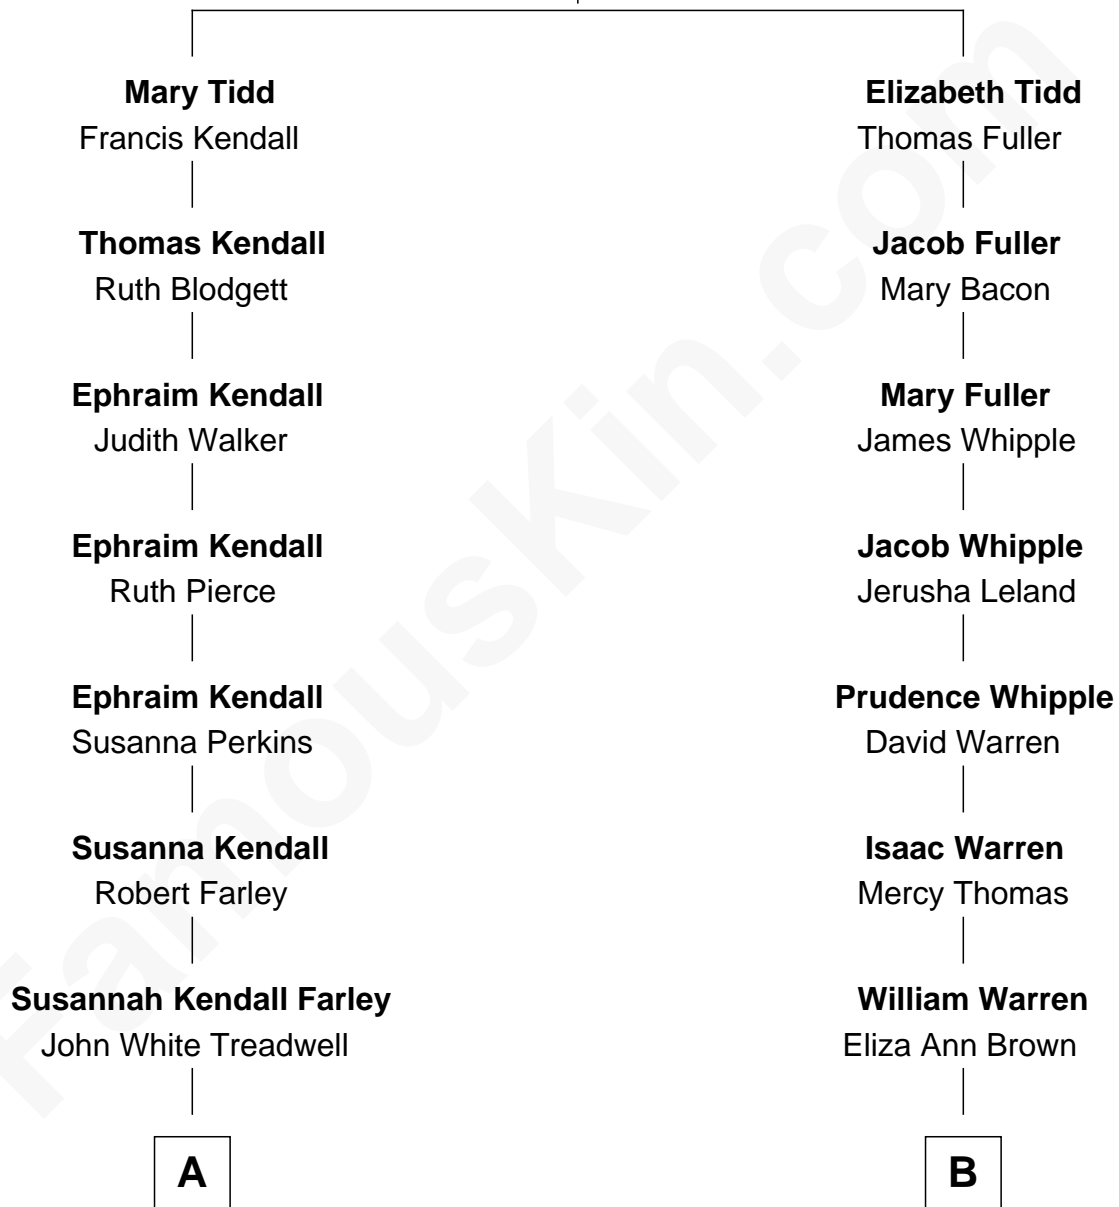 Mary Tidd
Francis Kendall
Thomas Kendall
Ruth Blodgett
Ephraim Kendall
Judith Walker
Ephraim Kendall
Ruth Pierce
Ephraim Kendall
Susanna Perkins
Susanna Kendall
Robert Farley
Susannah Kendall Farley
John White Treadwell
A
Elizabeth Tidd
Thomas Fuller
Jacob Fuller
Mary Bacon
Mary Fuller
James Whipple
Jacob Whipple
Jerusha Leland
Prudence Whipple
David Warren
Isaac Warren
Mercy Thomas
William Warren
Eliza Ann Brown
B
FamousKin.com